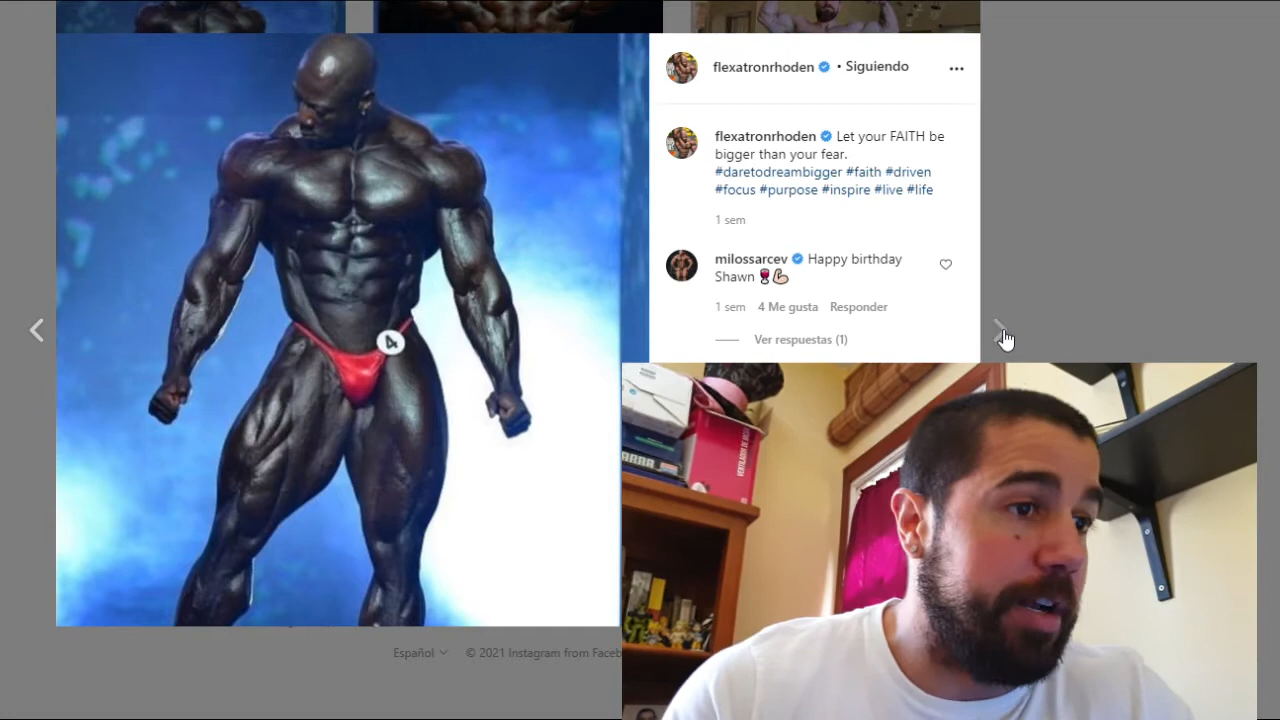 flexatronrhoden • Siguiendo
flexatronrhoden Let your FAITH be
bigger than your fear.
#daretodreambigger #faith #driven
#focus #purpose #inspire #live #life
1 sem
milossarcev Happy birthday
Shawn 🍷💪🏻
1 sem 4 Me gusta Responder
Ver respuestas (1)
4
Español © 2021 Instagram from Faceb